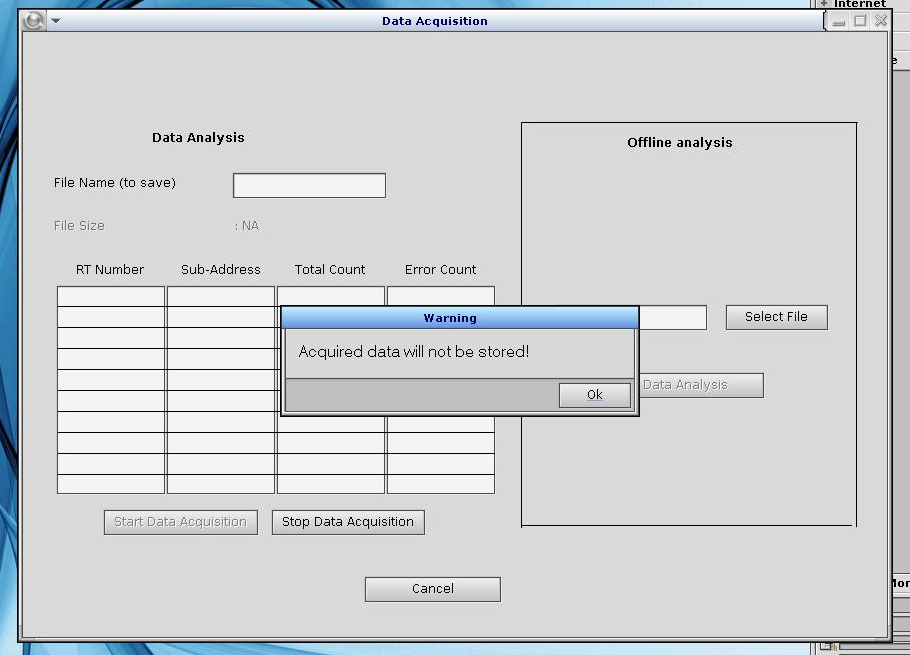 Internet
Data Acquisition
Data Analysis
Offline analysis
File Name (to save)
File Size : NA
RT Number Sub-Address Total Count Error Count
Select File
Warning
Acquired data will not be stored!
Ok
Data Analysis
Start Data Acquisition Stop Data Acquisition
Cancel